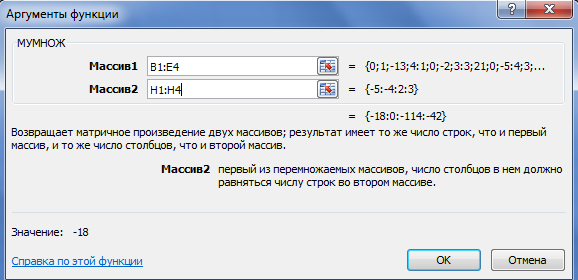 Аргументы функции
МУМНОЖ
Массив1 B1:E4 = {0;1;-13;4:1;0;-2;3:3;21;0;-5:4;3;...
Массив2 H1:H4 = {-5:-4:2:3}
= {-18:0:-114:-42}
Возвращает матричное произведение двух массивов; результат имеет то же число строк, что и первый
массив, и то же число столбцов, что и второй массив.
Массив2 первый из перемножаемых массивов, число столбцов в нем должно
равняться числу строк во втором массиве.
Значение: -18
Справка по этой функции
ОК
Отмена